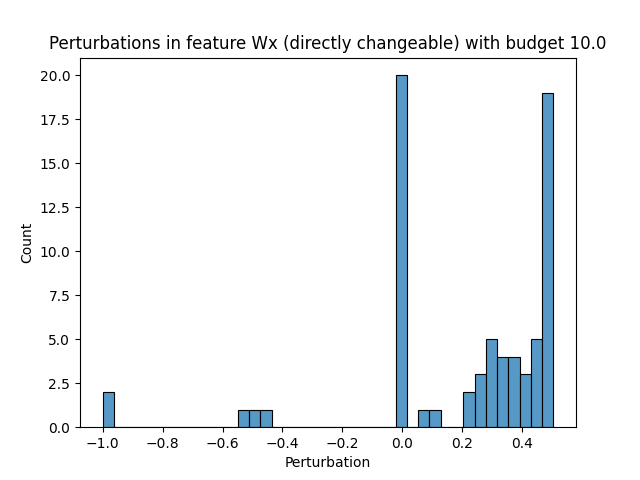 Perturbations in feature Wx (directly changeable) with budget 10.0
20.0
17.5
15.0
12.5
10.0
7.5
5.0
2.5
0.0
Count
−1.0 −0.8 −0.6 −0.4 −0.2 0.0 0.2 0.4
Perturbation